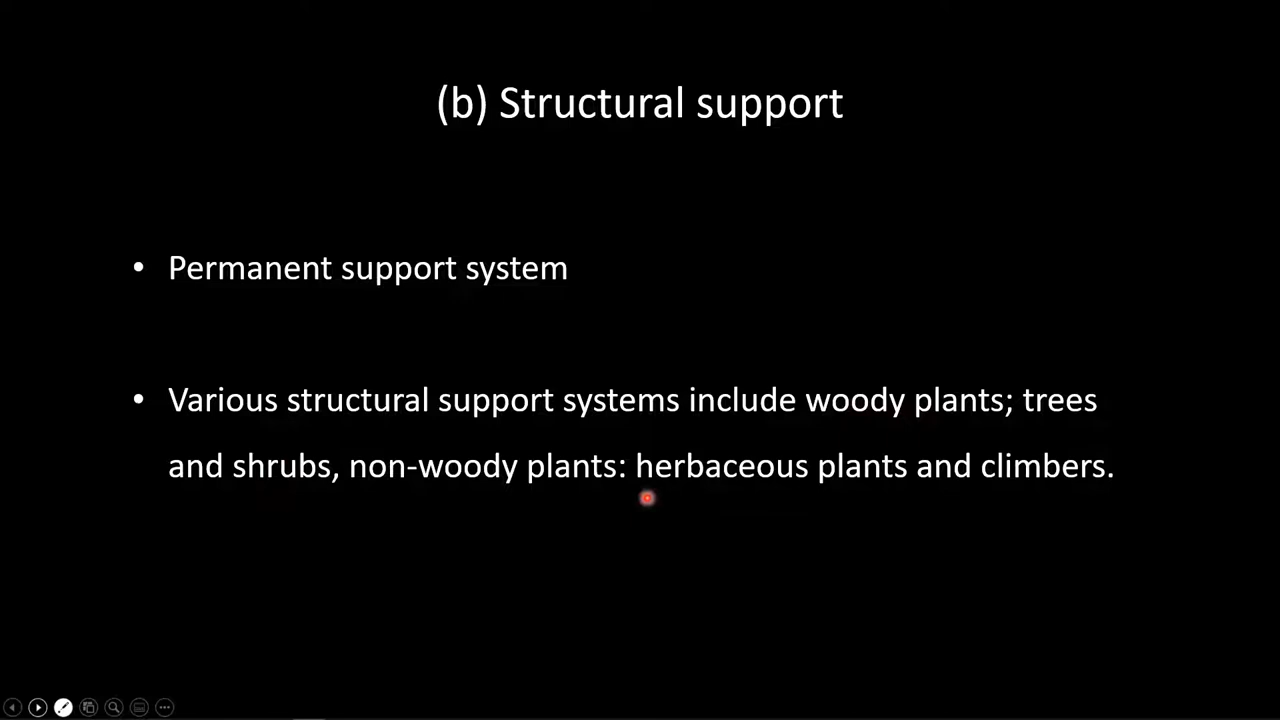 (b) Structural support
• Permanent support system
• Various structural support systems include woody plants; trees
and shrubs, non-woody plants: herbaceous plants and climbers.